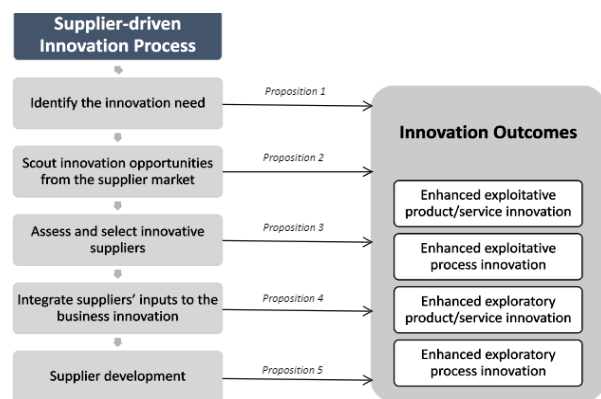 Supplier-driven
Innovation Process
Identify the innovation need
Proposition 1
Scout innovation opportunities
from the supplier market
Proposition 2
Assess and select innovative
suppliers
Proposition 3
Integrate suppliers' inputs to the
business innovation
Proposition 4
Supplier development
Proposition 5
Innovation Outcomes
Enhanced exploitative
product/service innovation
Enhanced exploitative
process innovation
Enhanced exploratory
product/service innovation
Enhanced exploratory
process innovation